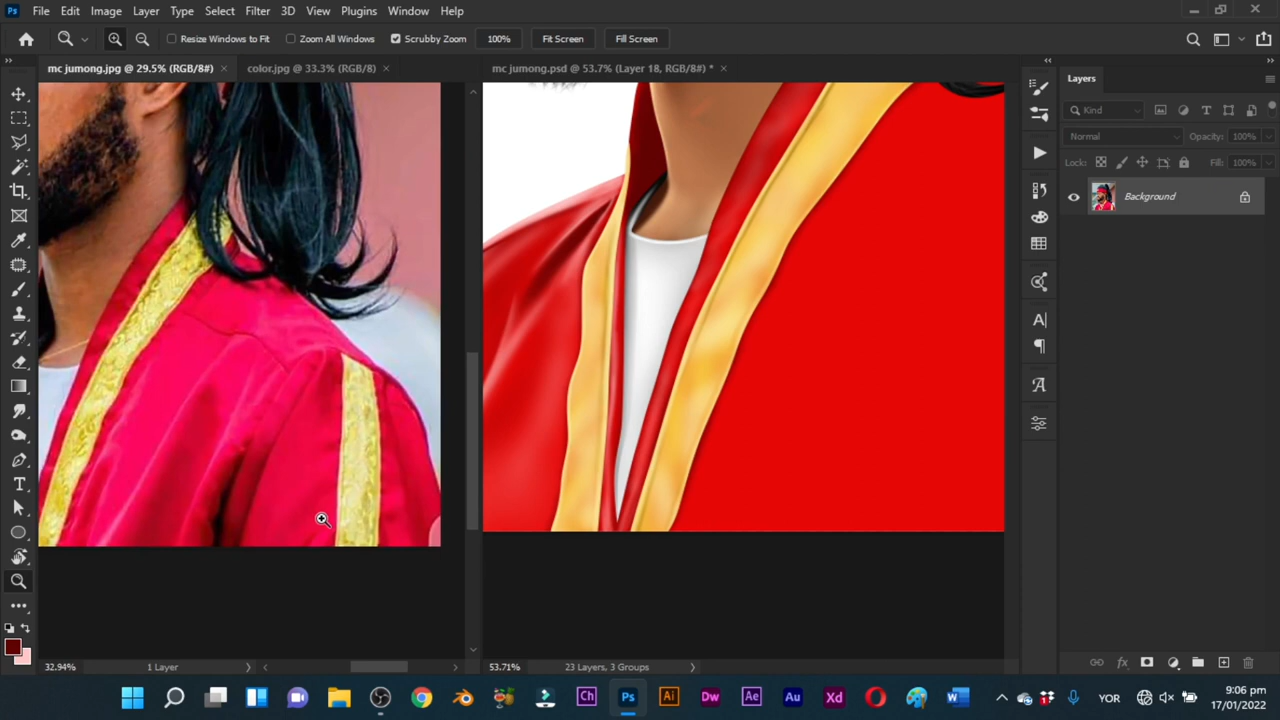 Ps File Edit Image Layer Type Select Filter 3D View Plugins Window Help
Resize Windows to Fit Zoom All Windows Scrubby Zoom 100% Fit Screen Fill Screen
mc jumong.jpg @ 29.5% (RGB/8#) × color.jpg @ 33.3% (RGB/8) × mc jumong.psd @ 53.7% (Layer 18, RGB/8#) * ×
Layers
Kind
Normal Opacity: 100%
Lock: Fill: 100%
Background
32.94% 1 Layer 53.71% 23 Layers, 3 Groups
Ch Ps Ai Dw Ae Au Xd W YOR 9:06 pm
17/01/2022